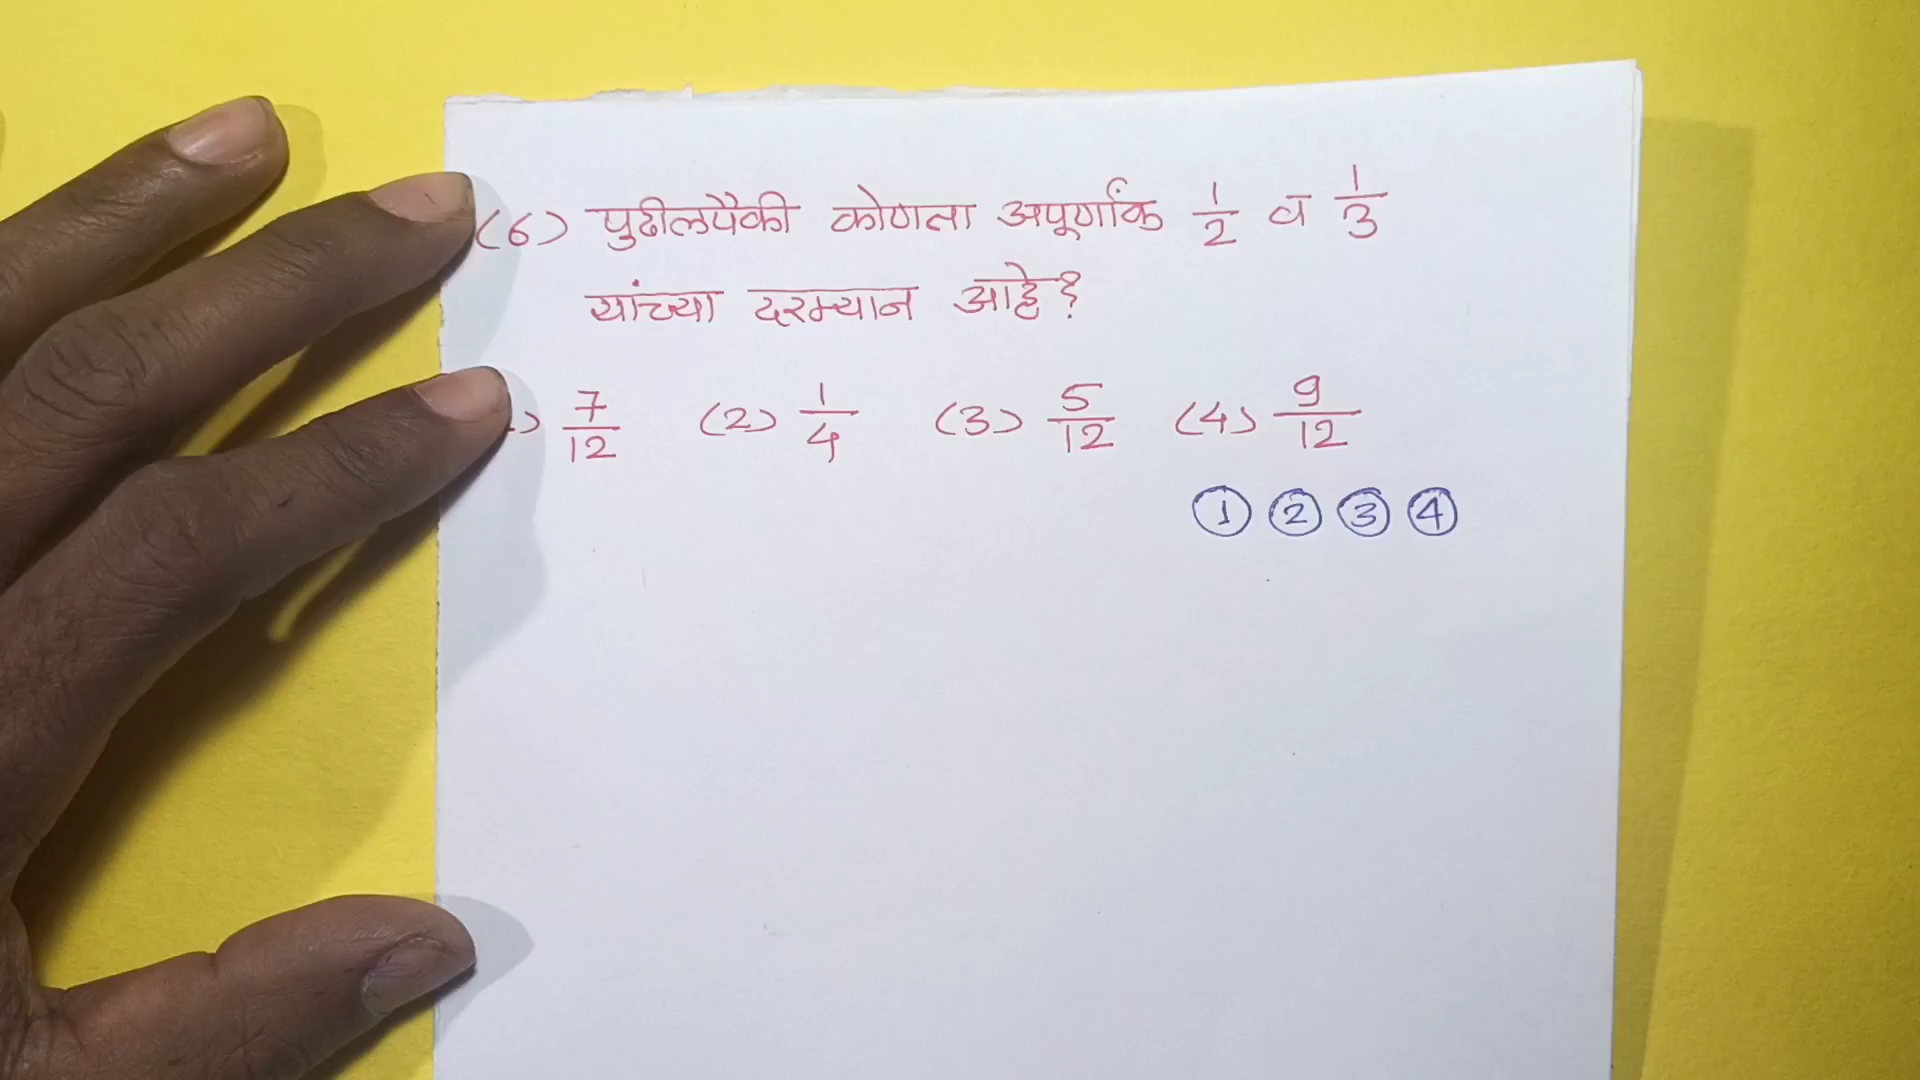 (6) पुढीलपैकी कोणता अपूर्णांक 1/2 व 1/3
यांच्या दरम्यान आहे?
) 7/12 (2) 1/4 (3) 5/12 (4) 9/12
① ② ③ ④